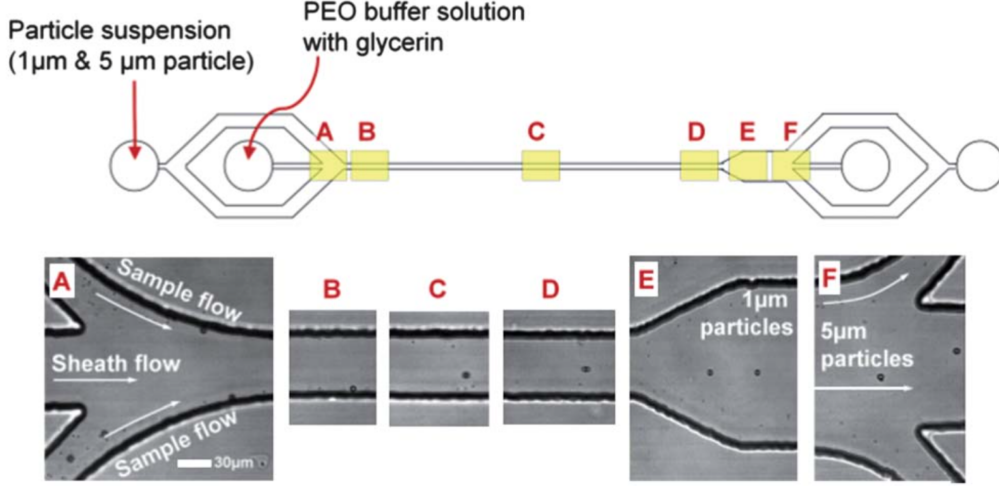 Particle suspension
(1µm & 5 µm particle)
PEO buffer solution
with glycerin
A B C D E F
A
Sample flow
Sheath flow
Sample flow
30µm
B
C
D
E
1µm
particles
F
5µm
particles